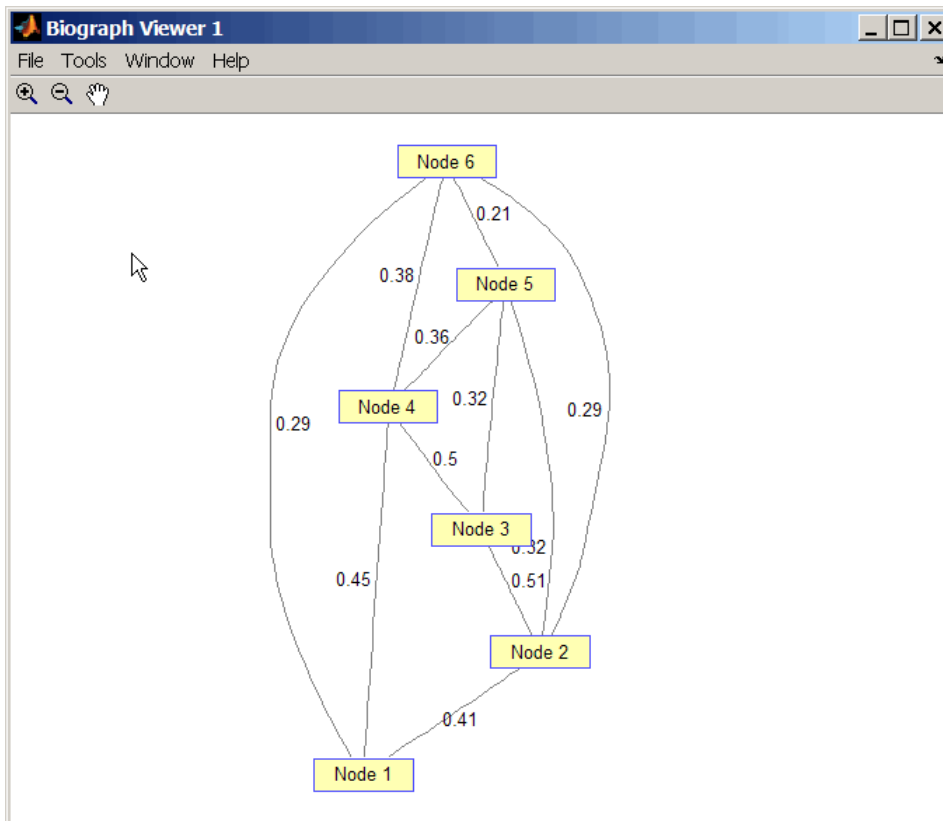 Biograph Viewer 1
File Tools Window Help
Node 6
0.21
0.38
Node 5
0.36
0.32
Node 4
0.29
0.29
0.5
Node 3
0.32
0.45
0.51
Node 2
0.41
Node 1